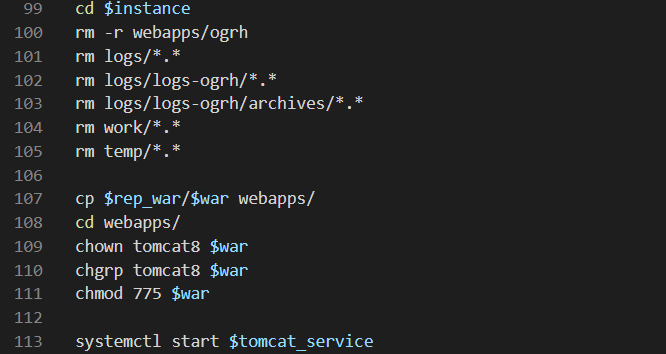 99 cd $instance
100 rm -r webapps/ogrh
101 rm logs/*.*
102 rm logs/logs-ogrh/*.*
103 rm logs/logs-ogrh/archives/*.*
104 rm work/*.*
105 rm temp/*.*
106
107 cp $rep_war/$war webapps/
108 cd webapps/
109 chown tomcat8 $war
110 chgrp tomcat8 $war
111 chmod 775 $war
112
113 systemctl start $tomcat_service